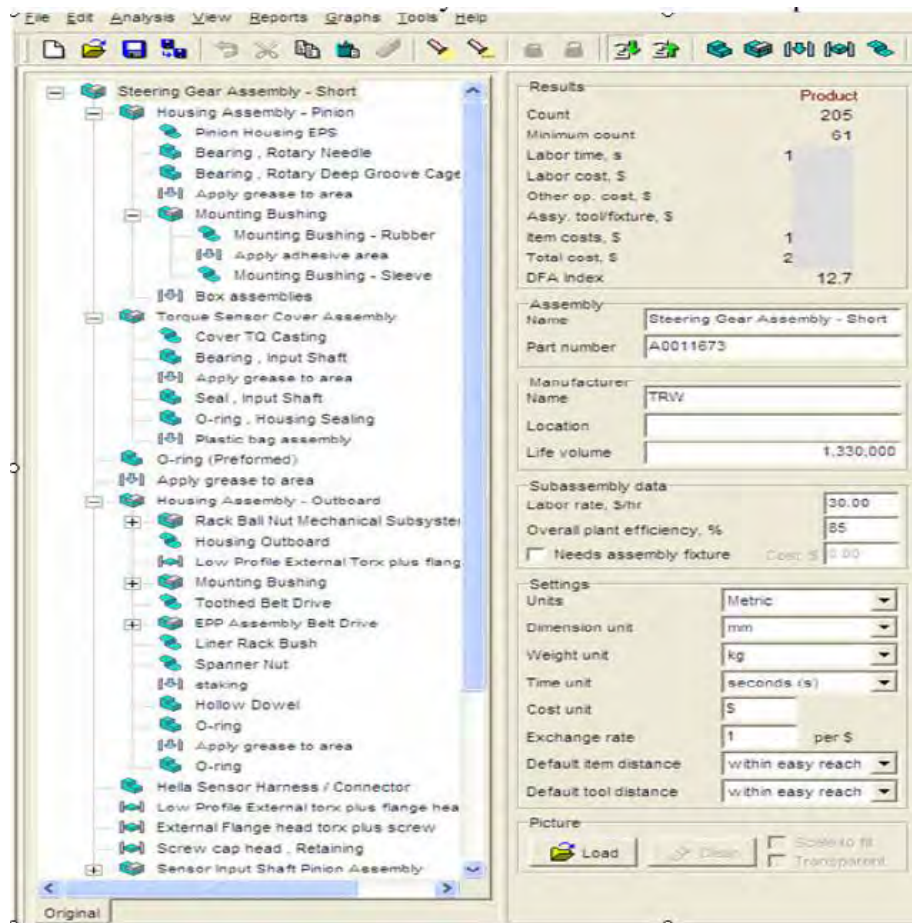 File Edit Analysis View Reports Graphs Tools Help
Steering Gear Assembly - Short
Housing Assembly - Pinion
Pinion Housing EPS
Bearing , Rotary Needle
Bearing , Rotary Deep Groove Cage
Apply grease to area
Mounting Bushing
Mounting Bushing - Rubber
Apply adhesive area
Mounting Bushing - Sleeve
Box assemblies
Torque Sensor Cover Assembly
Cover TQ Casting
Bearing , Input Shaft
Apply grease to area
Seal , Input Shaft
O-ring , Housing Sealing
Plastic bag assembly
O-ring (Preformed)
Apply grease to area
Housing Assembly - Outboard
Rack Ball Nut Mechanical Subsyster
Housing Outboard
Low Profile External Torx plus flang
Mounting Bushing
Toothed Belt Drive
EPP Assembly Belt Drive
Liner Rack Bush
Spanner Nut
staking
Hollow Dowel
O-ring
Apply grease to area
O-ring
Hella Sensor Harness / Connector
Low Profile External torx plus flange hea
External Flange head torx plus screw
Screw cap head , Retaining
Sensor Input Shaft Pinion Assembly
Original
Results
Product
Count 205
Minimum count 61
Labor time, s 1
Labor cost, $
Other op. cost, $
Assy. tool/fixture, $
Item costs, $ 1
Total cost, $ 2
DFA Index 12.7
Assembly
Name Steering Gear Assembly - Short
Part number A0011673
Manufacturer
Name TRW
Location
Life volume 1,330,000
Subassembly data
Labor rate, $/hr 30.00
Overall plant efficiency, % 85
Needs assembly fixture Cost $ 0.00
Settings
Units Metric
Dimension unit mm
Weight unit kg
Time unit seconds (s)
Cost unit $
Exchange rate 1 per $
Default item distance within easy reach
Default tool distance within easy reach
Picture
Load Clear Scale to fit
Transparent